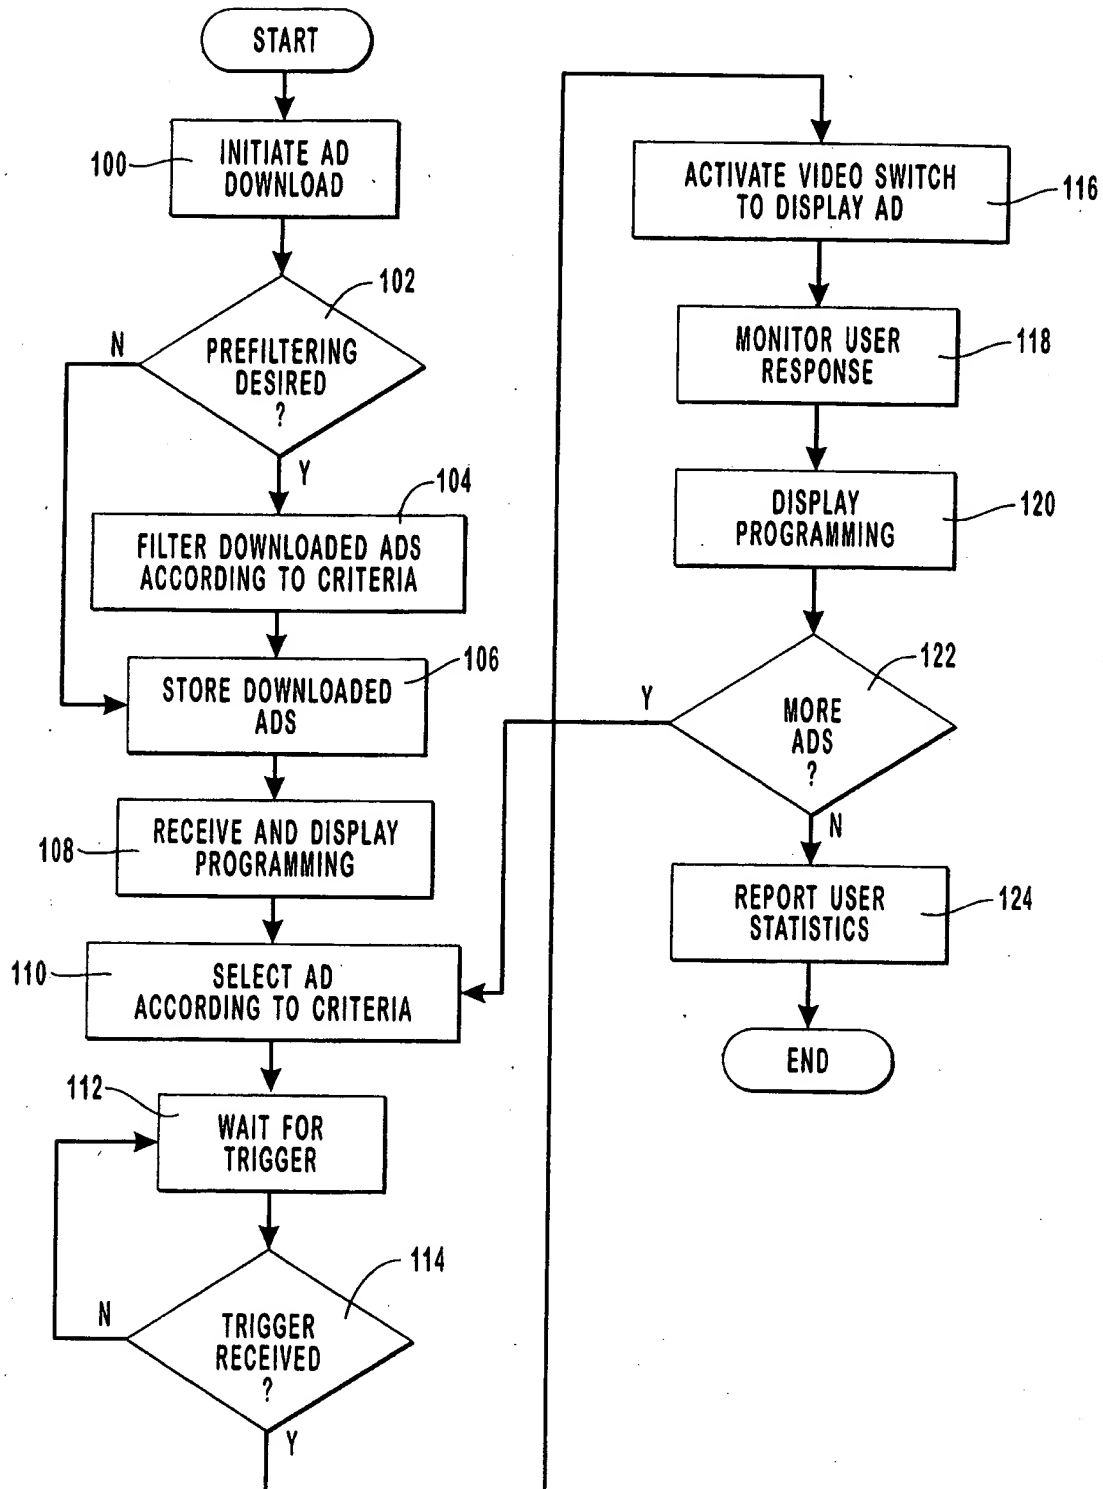 START
100
INITIATE AD
DOWNLOAD
102
N
PREFILTERING
DESIRED
?
Y
104
FILTER DOWNLOADED ADS
ACCORDING TO CRITERIA
106
STORE DOWNLOADED
ADS
108
RECEIVE AND DISPLAY
PROGRAMMING
110
SELECT AD
ACCORDING TO CRITERIA
112
WAIT FOR
TRIGGER
114
N
TRIGGER
RECEIVED
?
Y
ACTIVATE VIDEO SWITCH
TO DISPLAY AD
116
MONITOR USER
RESPONSE
118
DISPLAY
PROGRAMMING
120
122
Y
MORE
ADS
?
N
REPORT USER
STATISTICS
124
END